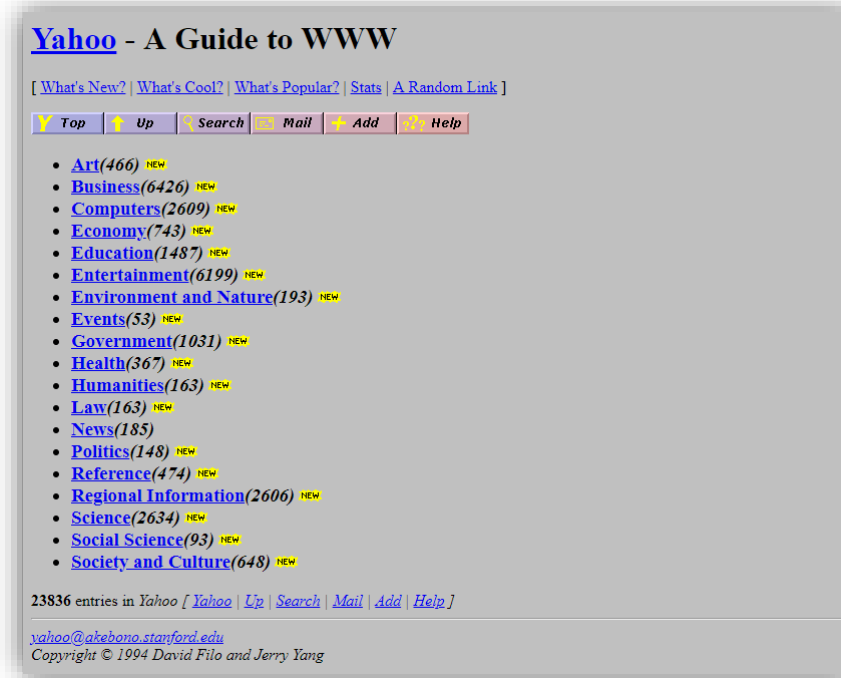 Yahoo - A Guide to WWW
[ What's New? | What's Cool? | What's Popular? | Stats | A Random Link ]
Y Top Up Search Mail Add ??? Help
Art(466) NEW
Business(6426) NEW
Computers(2609) NEW
Economy(743) NEW
Education(1487) NEW
Entertainment(6199) NEW
Environment and Nature(193) NEW
Events(53) NEW
Government(1031) NEW
Health(367) NEW
Humanities(163) NEW
Law(163) NEW
News(185)
Politics(148) NEW
Reference(474) NEW
Regional Information(2606) NEW
Science(2634) NEW
Social Science(93) NEW
Society and Culture(648) NEW
23836 entries in Yahoo [ Yahoo | Up | Search | Mail | Add | Help ]
yahoo@akebono.stanford.edu
Copyright © 1994 David Filo and Jerry Yang